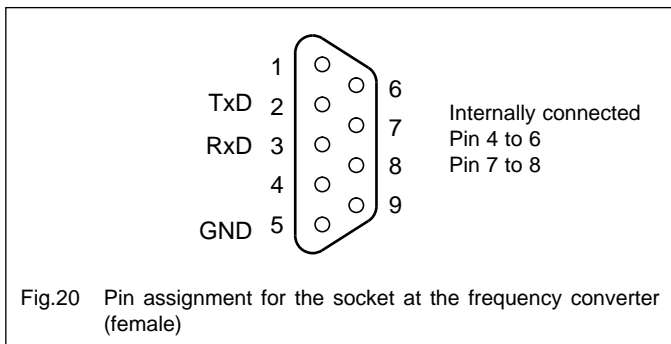 1
TxD 2
RxD 3
4
GND 5
6
7
8
9
Internally connected
Pin 4 to 6
Pin 7 to 8
Fig.20 Pin assignment for the socket at the frequency converter
(female)